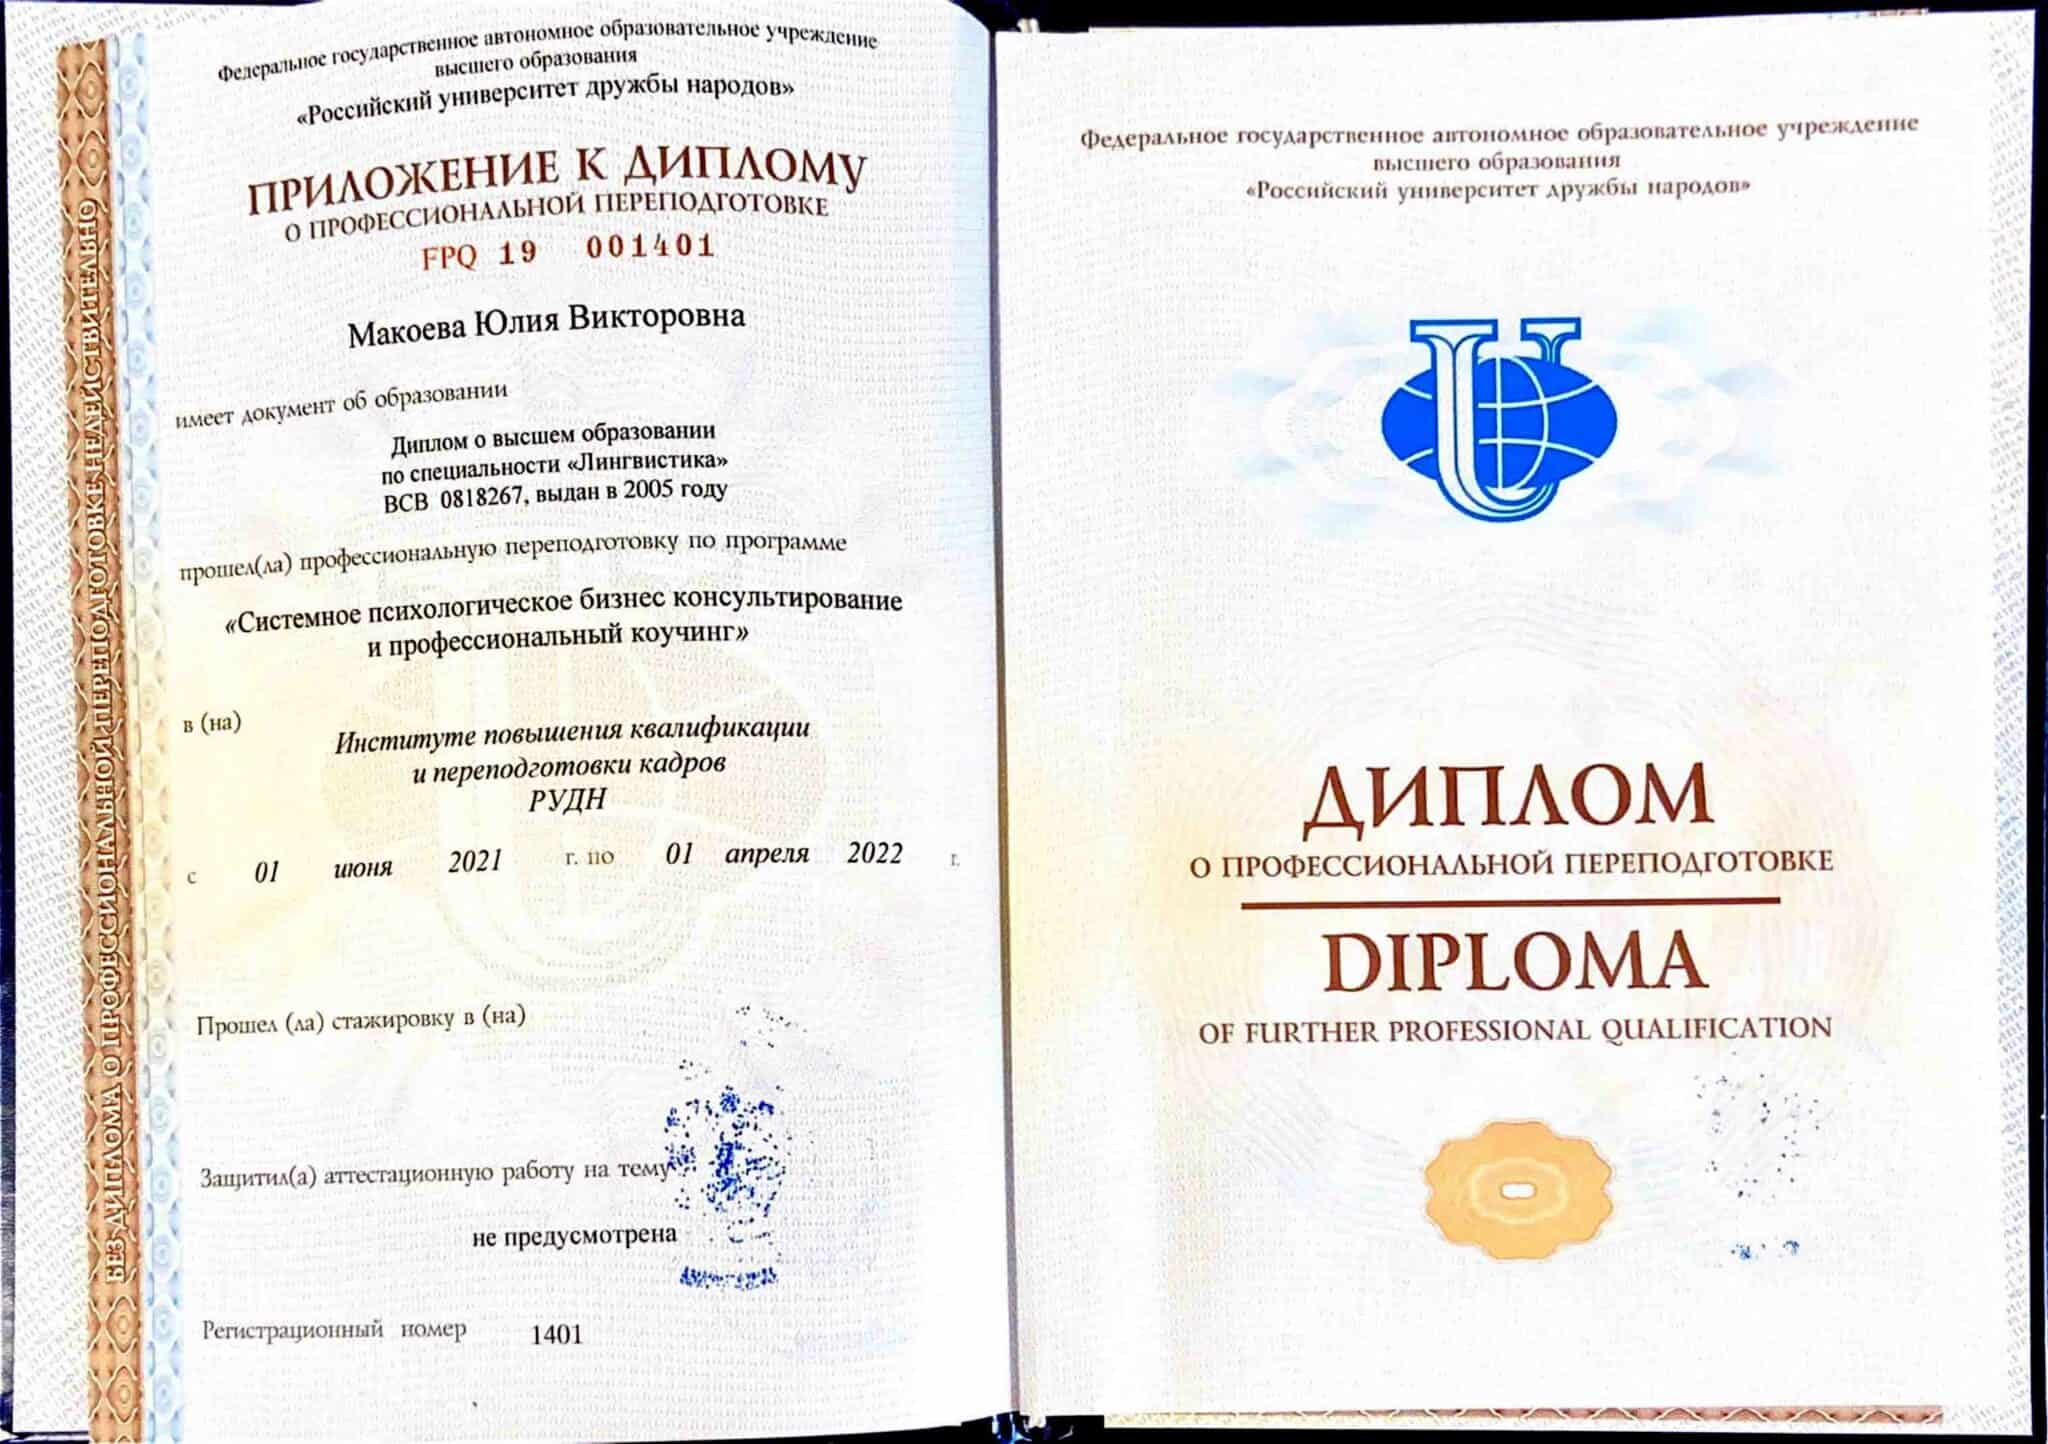 Федеральное государственное автономное образовательное учреждение
высшего образования
«Российский университет дружбы народов»
ПРИЛОЖЕНИЕ К ДИПЛОМУ
О ПРОФЕССИОНАЛЬНОЙ ПЕРЕПОДГОТОВКЕ
FPQ 19 001401
Макоева Юлия Викторовна
имеет документ об образовании
Диплом о высшем образовании
по специальности «Лингвистика»
ВСВ 0818267, выдан в 2005 году
прошел(ла) профессиональную переподготовку по программе
«Системное психологическое бизнес консультирование
и профессиональный коучинг»
в (на)
Институте повышения квалификации
и переподготовки кадров
РУДН
с 01 июня 2021 г. по 01 апреля 2022 г.
Прошел (ла) стажировку в (на)
Защитил(а) аттестационную работу на тему
не предусмотрена
Регистрационный номер 1401
БЕЗ ДИПЛОМА О ПРОФЕССИОНАЛЬНОЙ ПЕРЕПОДГОТОВКЕ НЕДЕЙСТВИТЕЛЬНО
Федеральное государственное автономное образовательное учреждение
высшего образования
«Российский университет дружбы народов»
ДИПЛОМ
О ПРОФЕССИОНАЛЬНОЙ ПЕРЕПОДГОТОВКЕ
DIPLOMA
OF FURTHER PROFESSIONAL QUALIFICATION